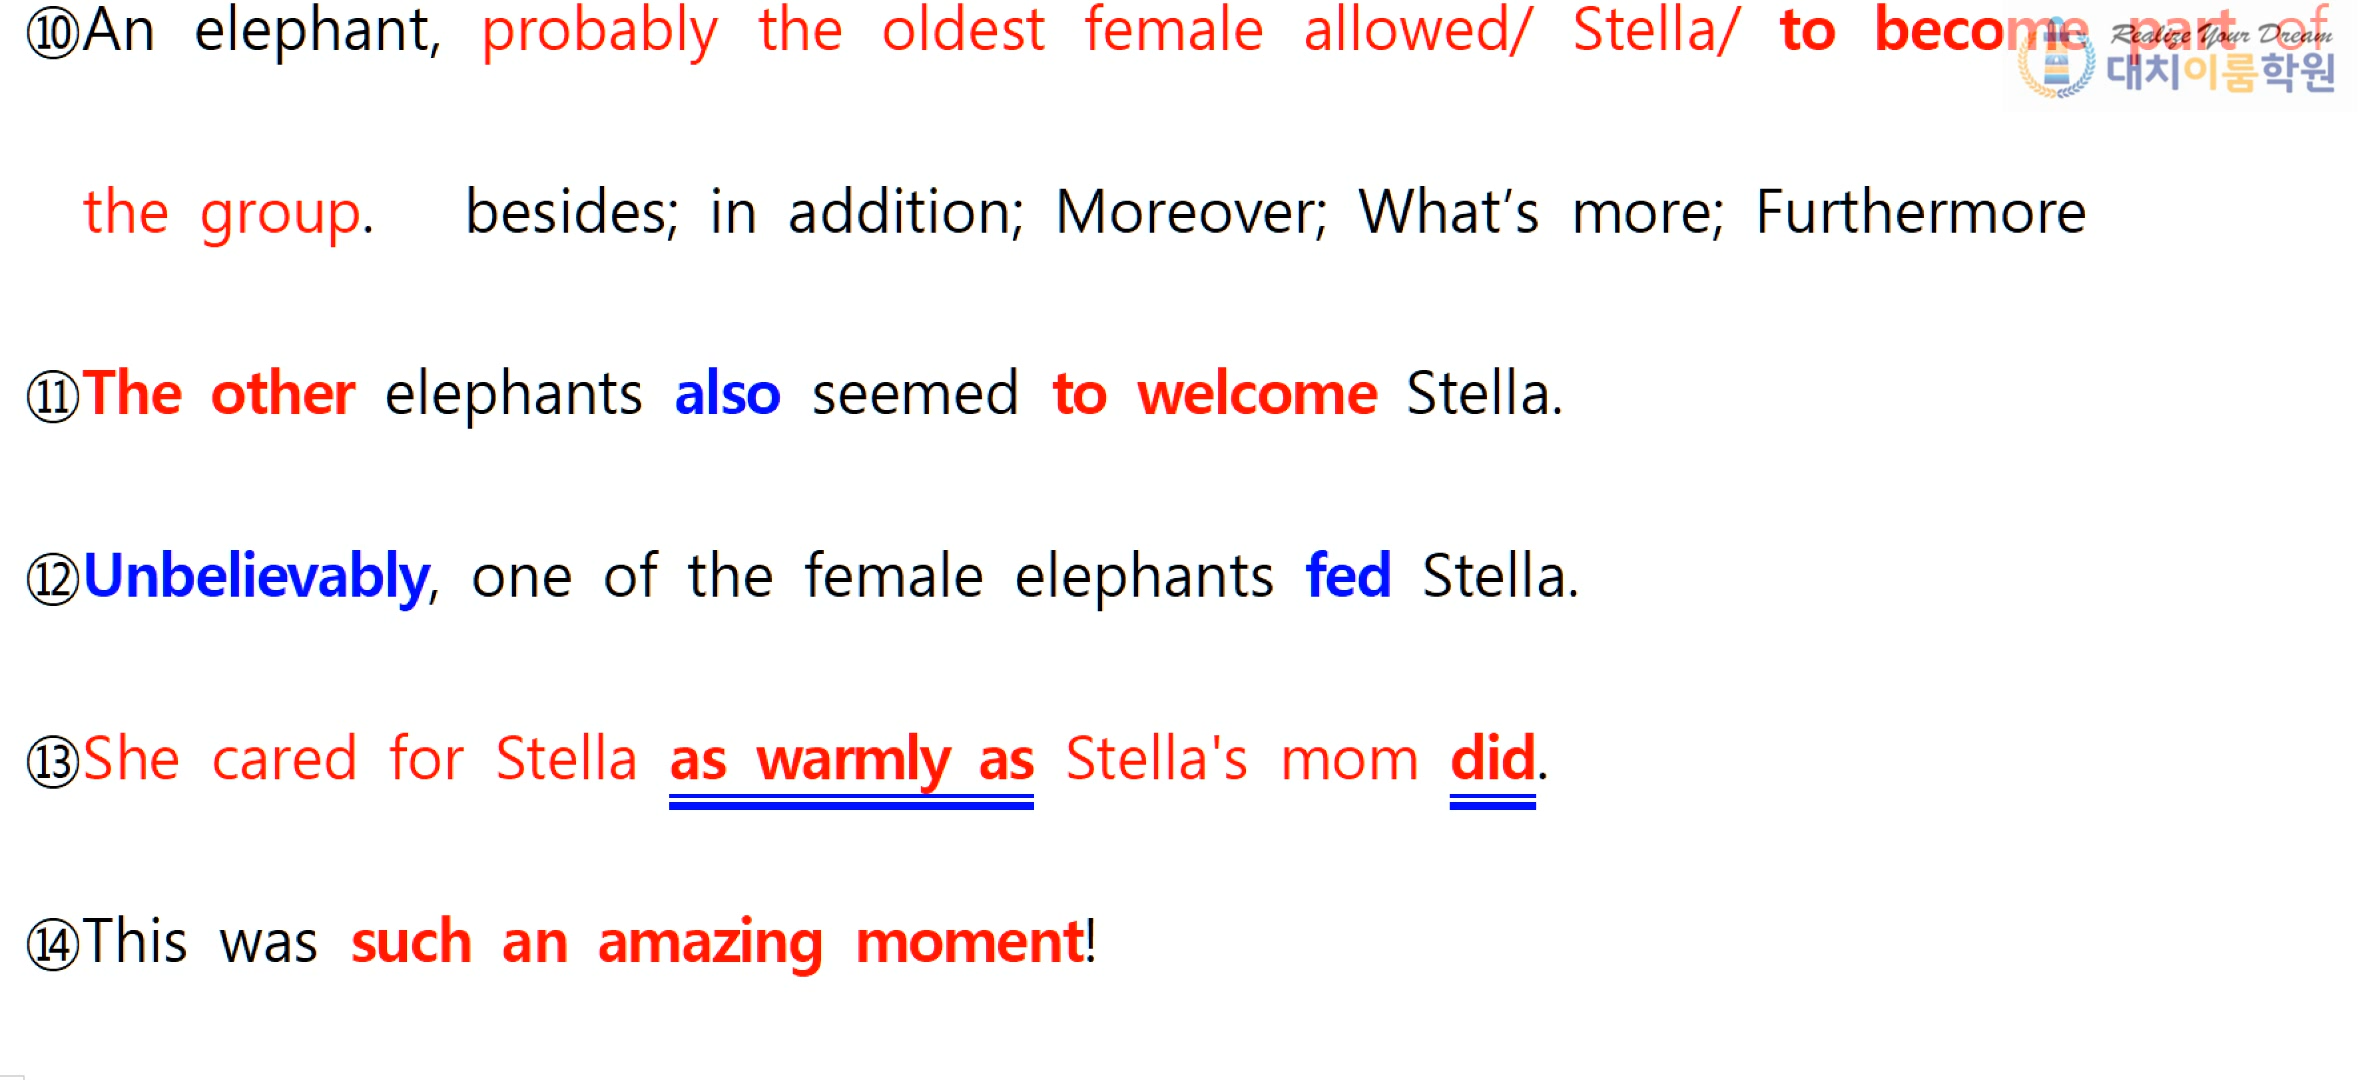 ⑩An elephant, probably the oldest female allowed/ Stella/ to become part of
Realize Your Dream
대치이룸학원
the group. besides; in addition; Moreover; What's more; Furthermore
⑪The other elephants also seemed to welcome Stella.
⑫Unbelievably, one of the female elephants fed Stella.
⑬She cared for Stella as warmly as Stella's mom did.
⑭This was such an amazing moment!